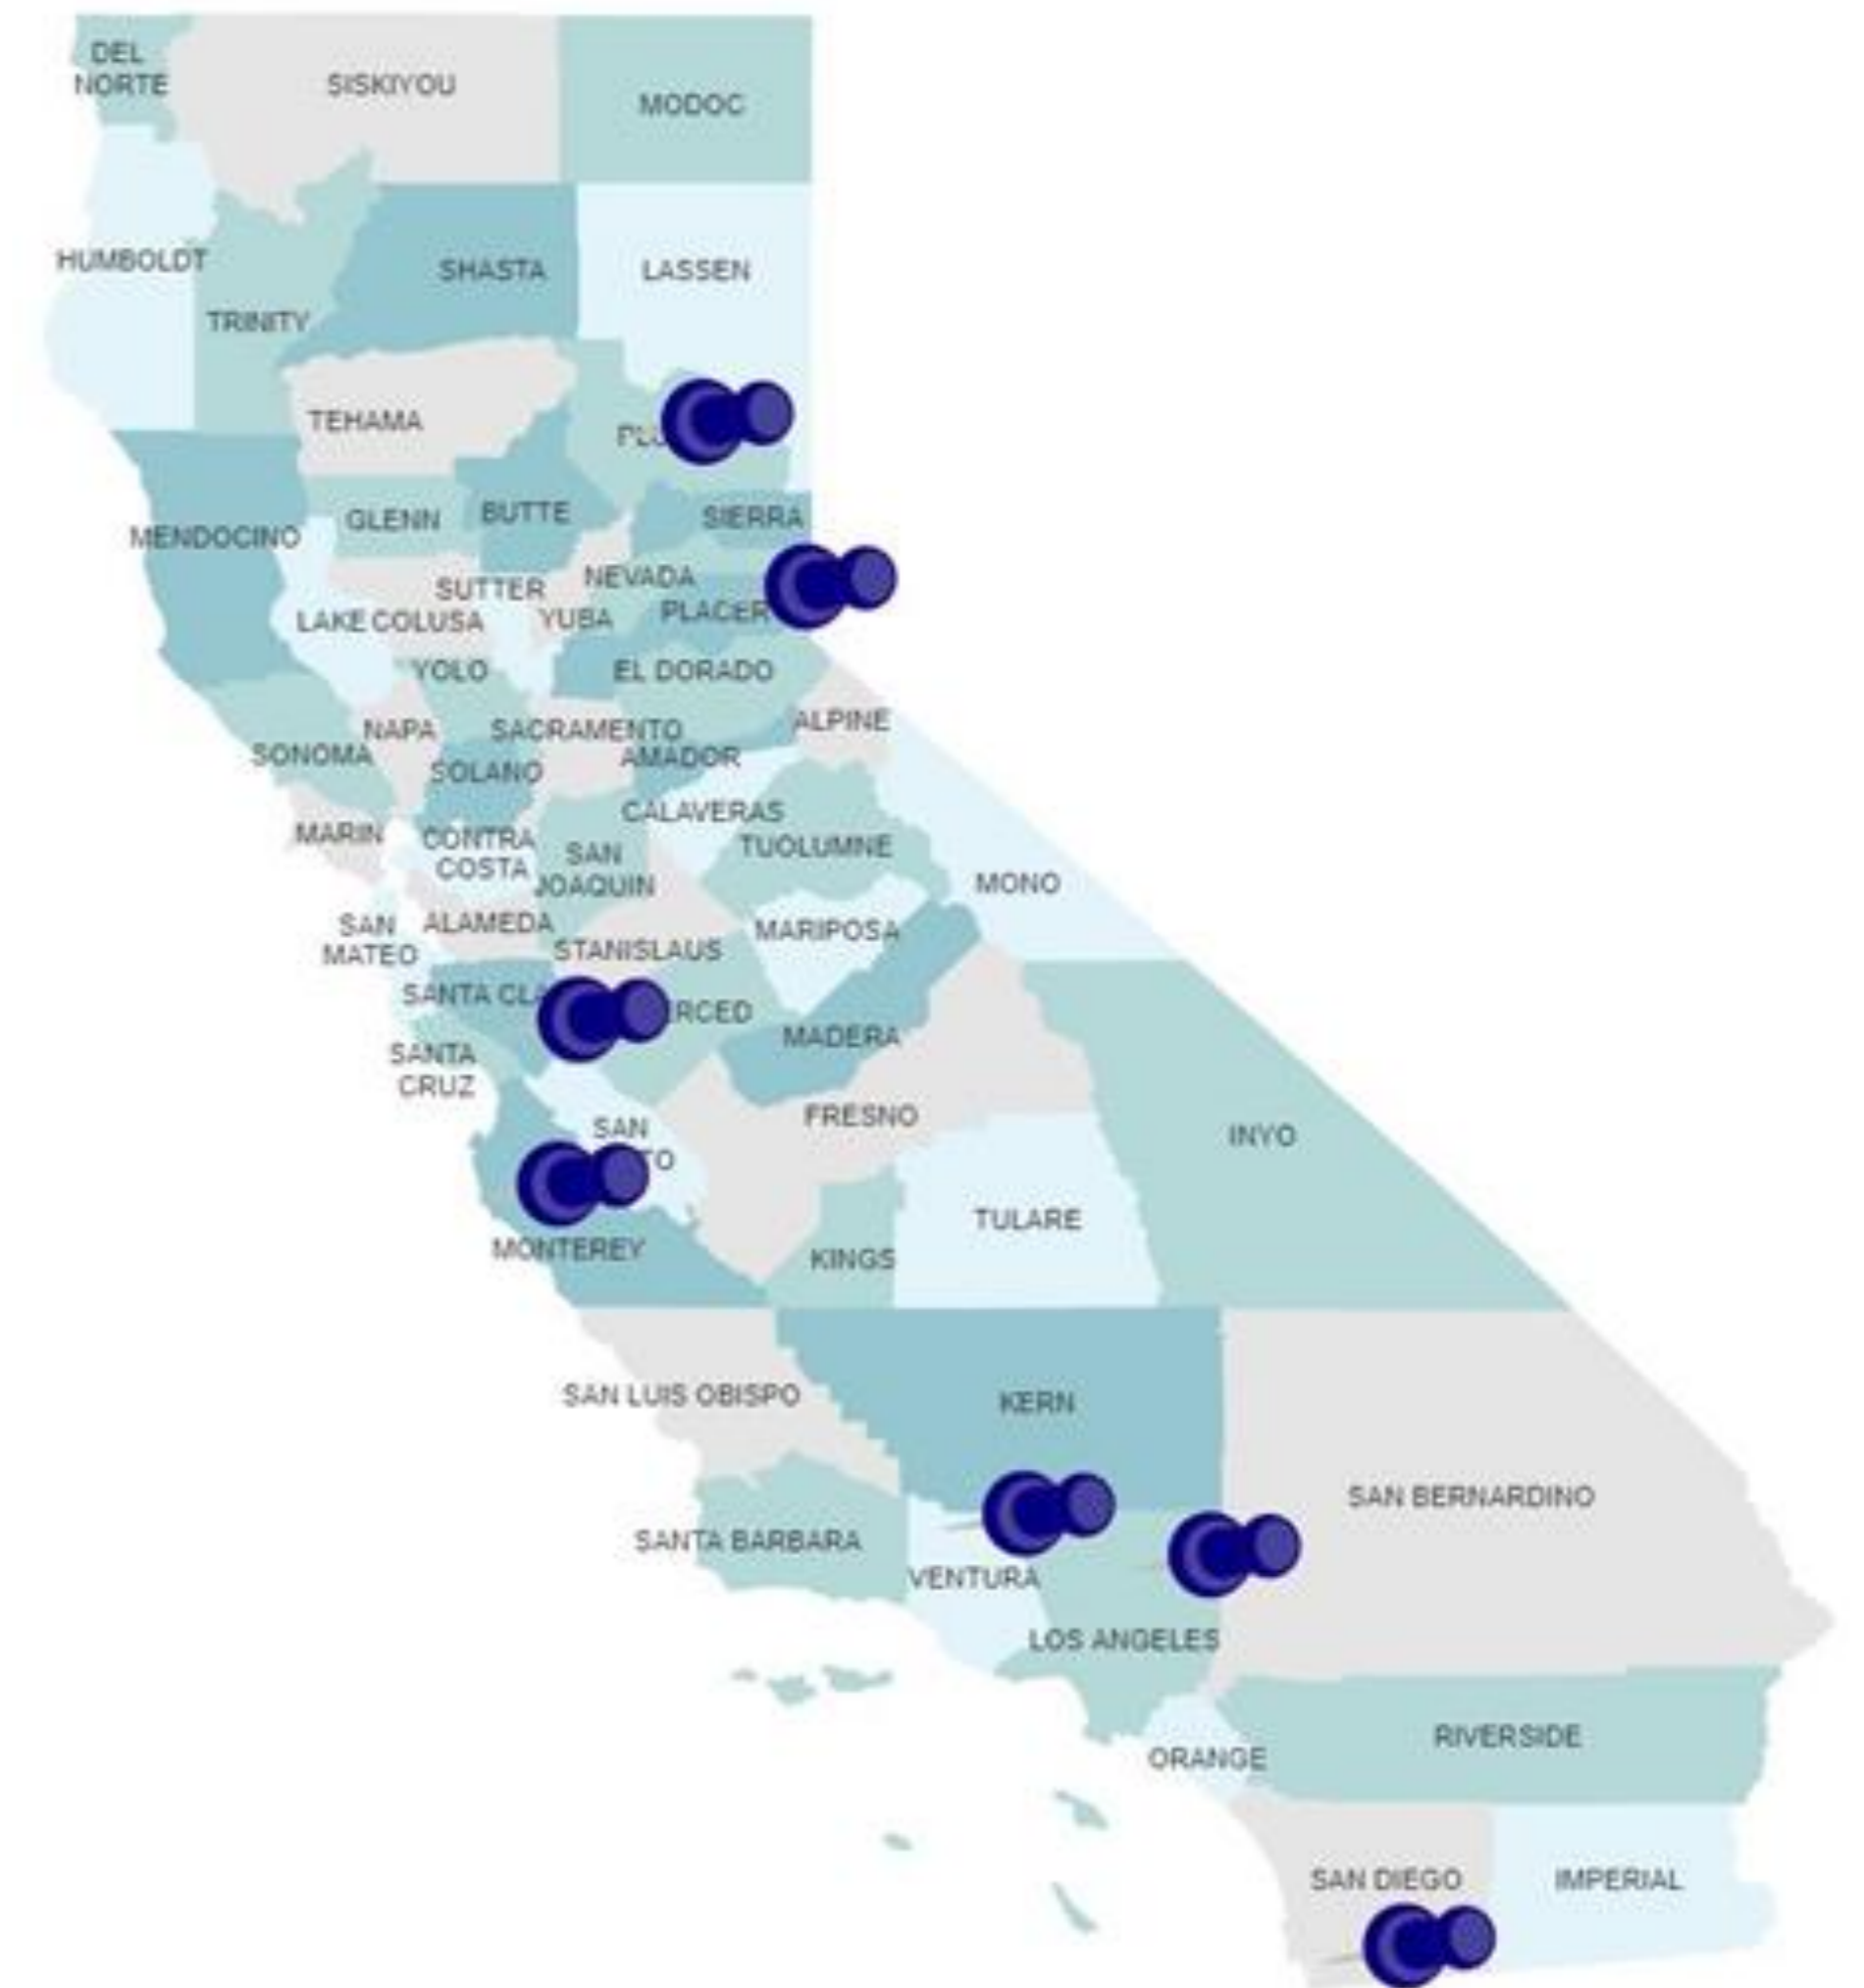 DEL
NORTE
SISKIYOU
MODOC
HUMBOLDT
SHASTA
LASSEN
TRINITY
TEHAMA
MENDOCINO
GLENN
BUTTE
SIERRA
SUTTER
NEVADA
LAKE
COLUSA
YUBA
PLACER
YOLO
EL DORADO
NAPA
SACRAMENTO
ALPINE
SONOMA
AMADOR
SOLANO
CALAVERAS
MARIN
CONTRA
COSTA
SAN
JOAQUIN
TUOLUMNE
MONO
SAN
MATEO
ALAMEDA
STANISLAUS
MARIPOSA
SANTA
MADERA
SANTA
CRUZ
FRESNO
SAN
INYO
MONTEREY
KINGS
TULARE
SAN LUIS OBISPO
KERN
SAN BERNARDINO
SANTA BARBARA
VENTURA
LOS ANGELES
ORANGE
RIVERSIDE
SAN DIEGO
IMPERIAL